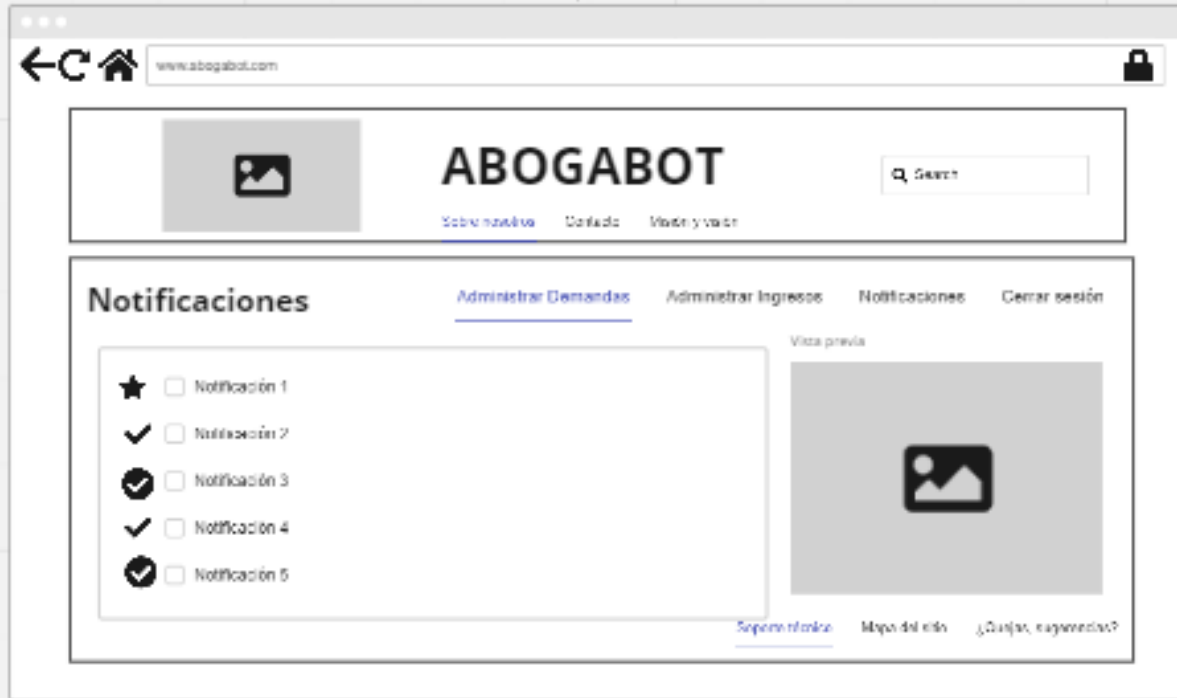 www.abogabot.com
ABOGABOT
Search
Sobre nosotros Contacto Misión y visión
Notificaciones Administrar Demandas Administrar Ingresos Notificaciones Cerrar sesión
Vista previa
Notificación 1
Notificación 2
Notificación 3
Notificación 4
Notificación 5
Soporte técnico Mapa del sitio ¿Quejas, sugerencias?